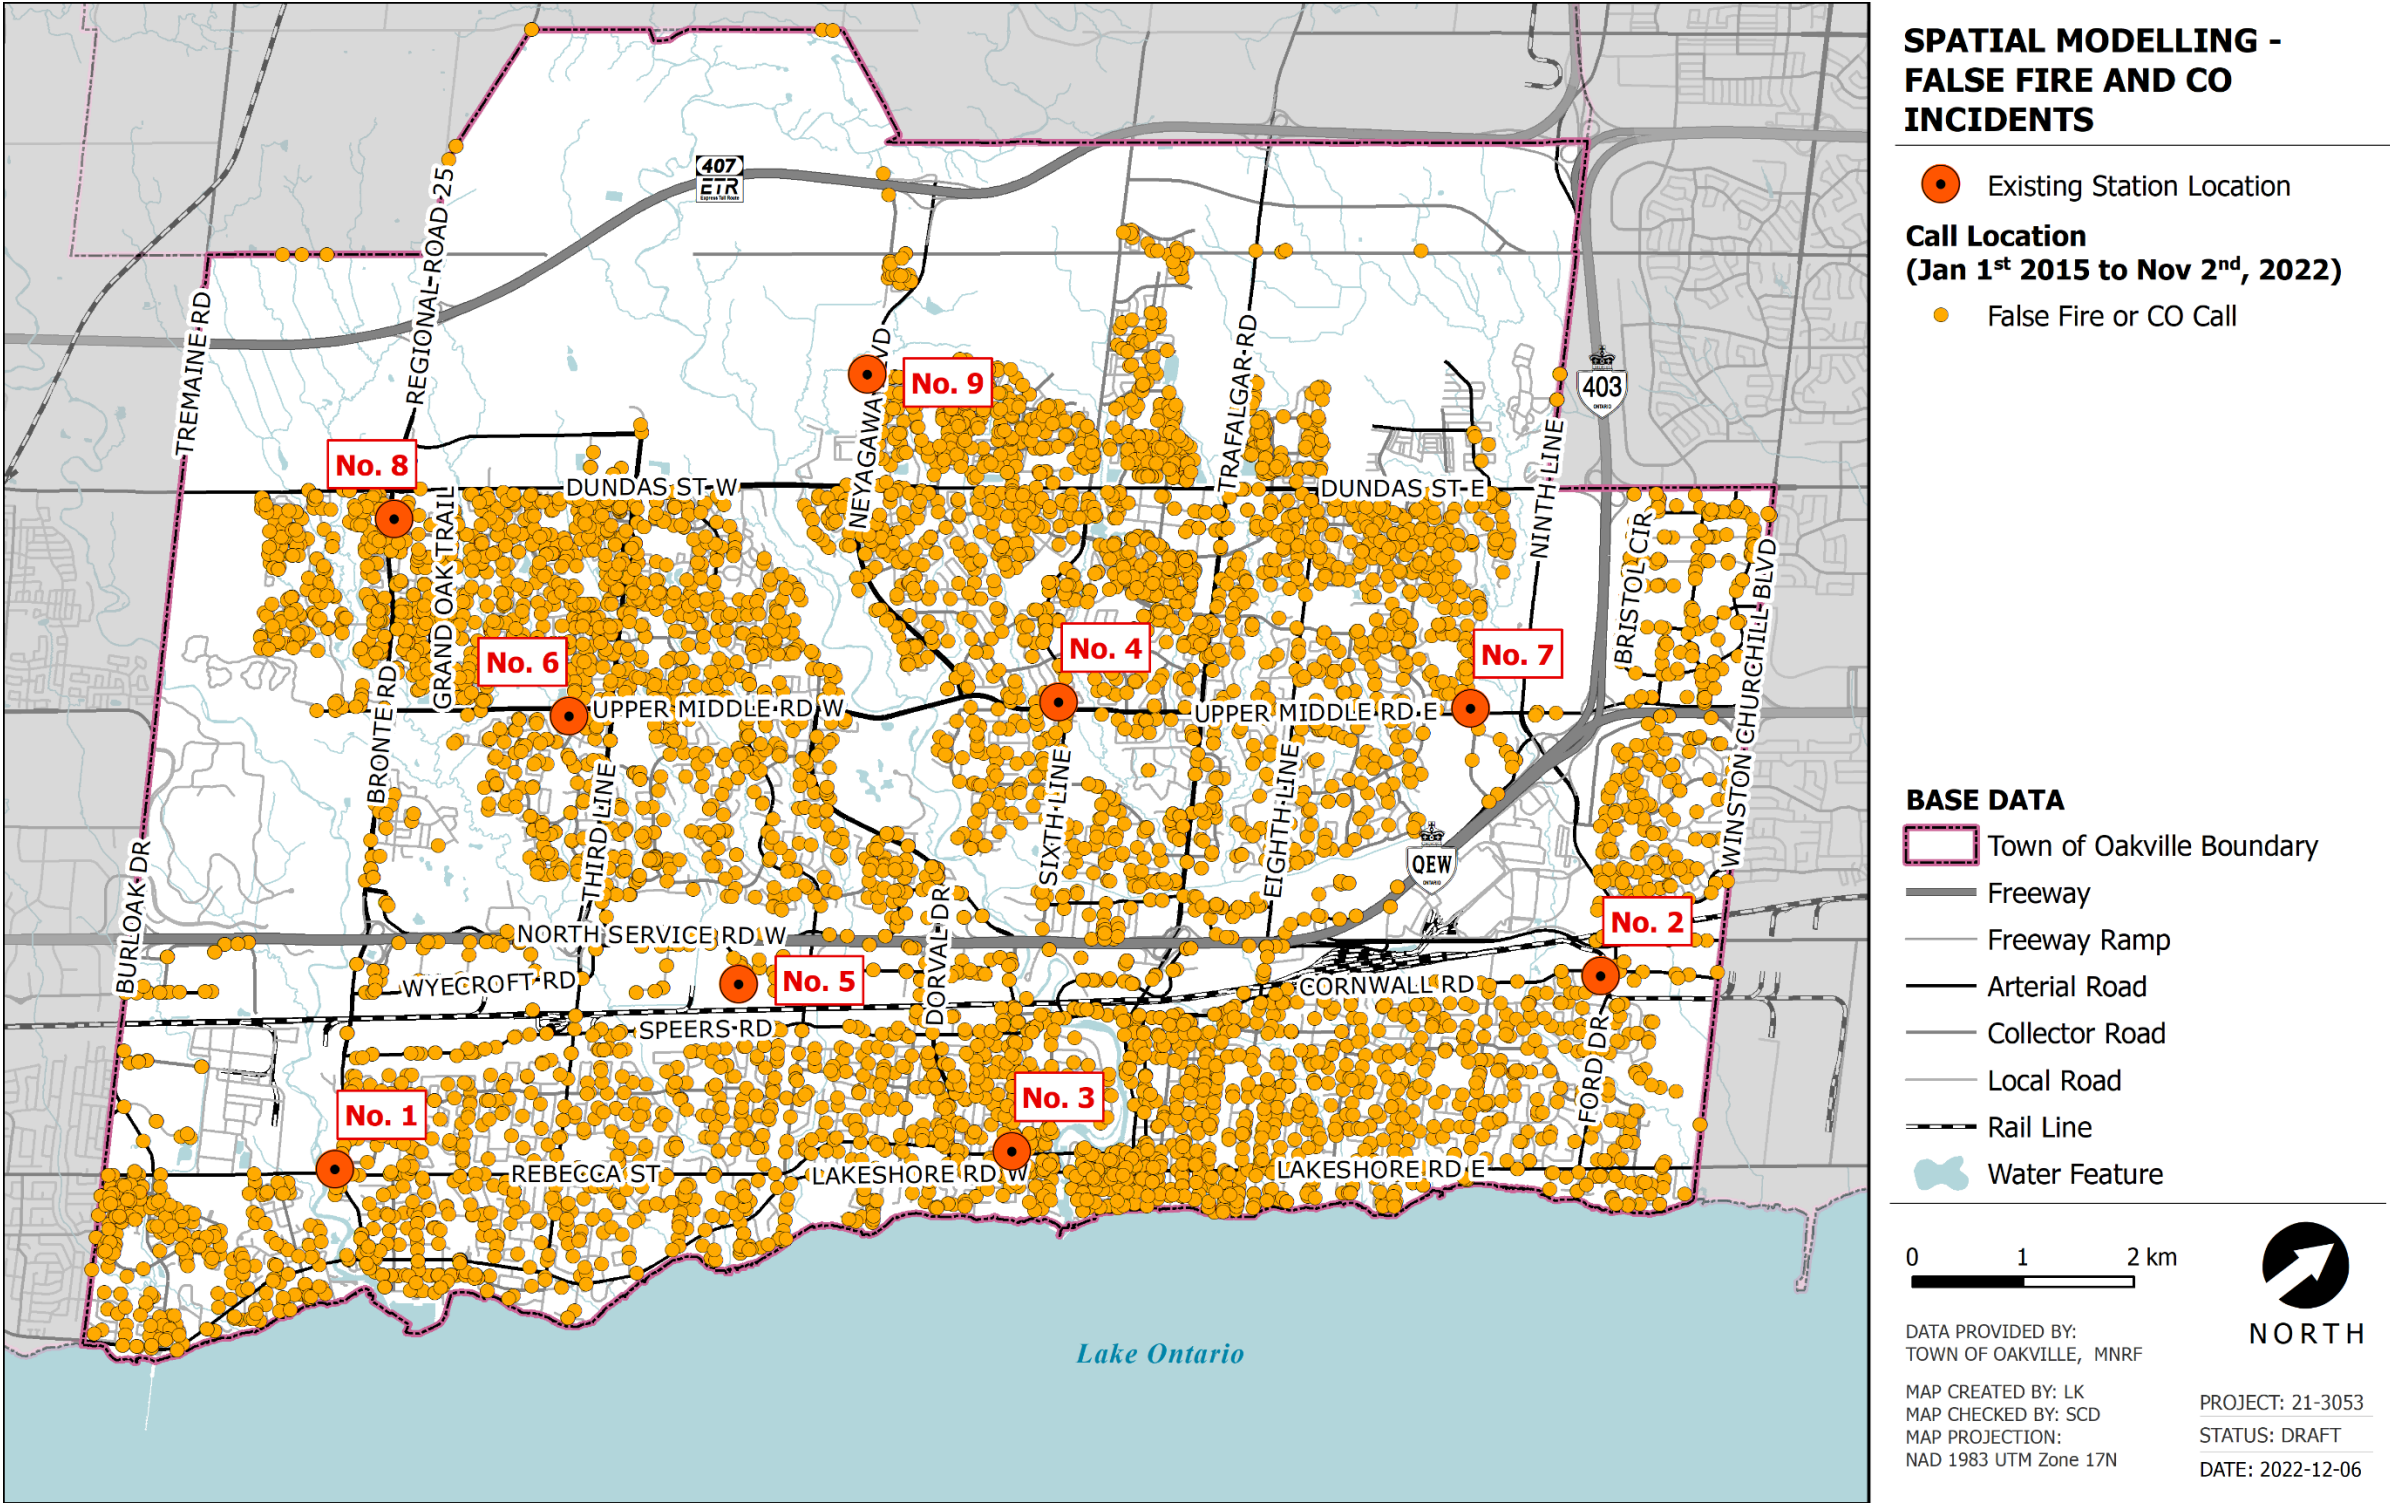 SPATIAL MODELLING -
FALSE FIRE AND CO
INCIDENTS
Existing Station Location
Call Location
(Jan 1st 2015 to Nov 2nd, 2022)
False Fire or CO Call
BASE DATA
Town of Oakville Boundary
Freeway
Freeway Ramp
Arterial Road
Collector Road
Local Road
Rail Line
Water Feature
0 1 2 km
NORTH
DATA PROVIDED BY:
TOWN OF OAKVILLE, MNRF
MAP CREATED BY: LK
MAP CHECKED BY: SCD
MAP PROJECTION:
NAD 1983 UTM Zone 17N
PROJECT: 21-3053
STATUS: DRAFT
DATE: 2022-12-06
407
ETR
Express Toll Route
REGIONAL ROAD 25
TREMAINE RD
NEYAGAWA BLVD
TRAFALGAR RD
403
ONTARIO
No. 9
No. 8
DUNDAS ST W
DUNDAS ST E
NINTH LINE
GRAND OAK TRAIL
BRISTOL CIR
WINSTON CHURCHILL BLVD
No. 6
No. 4
No. 7
BRONTE RD
UPPER MIDDLE RD W
UPPER MIDDLE RD E
THIRD LINE
SIXTH LINE
EIGHTH LINE
QEW
ONTARIO
BURLOAK DR
NORTH SERVICE RD W
DORVAL DR
No. 2
WYECROFT RD
No. 5
CORNWALL RD
SPEERS RD
FORD DR
No. 1
No. 3
REBECCA ST
LAKESHORE RD W
LAKESHORE RD E
Lake Ontario